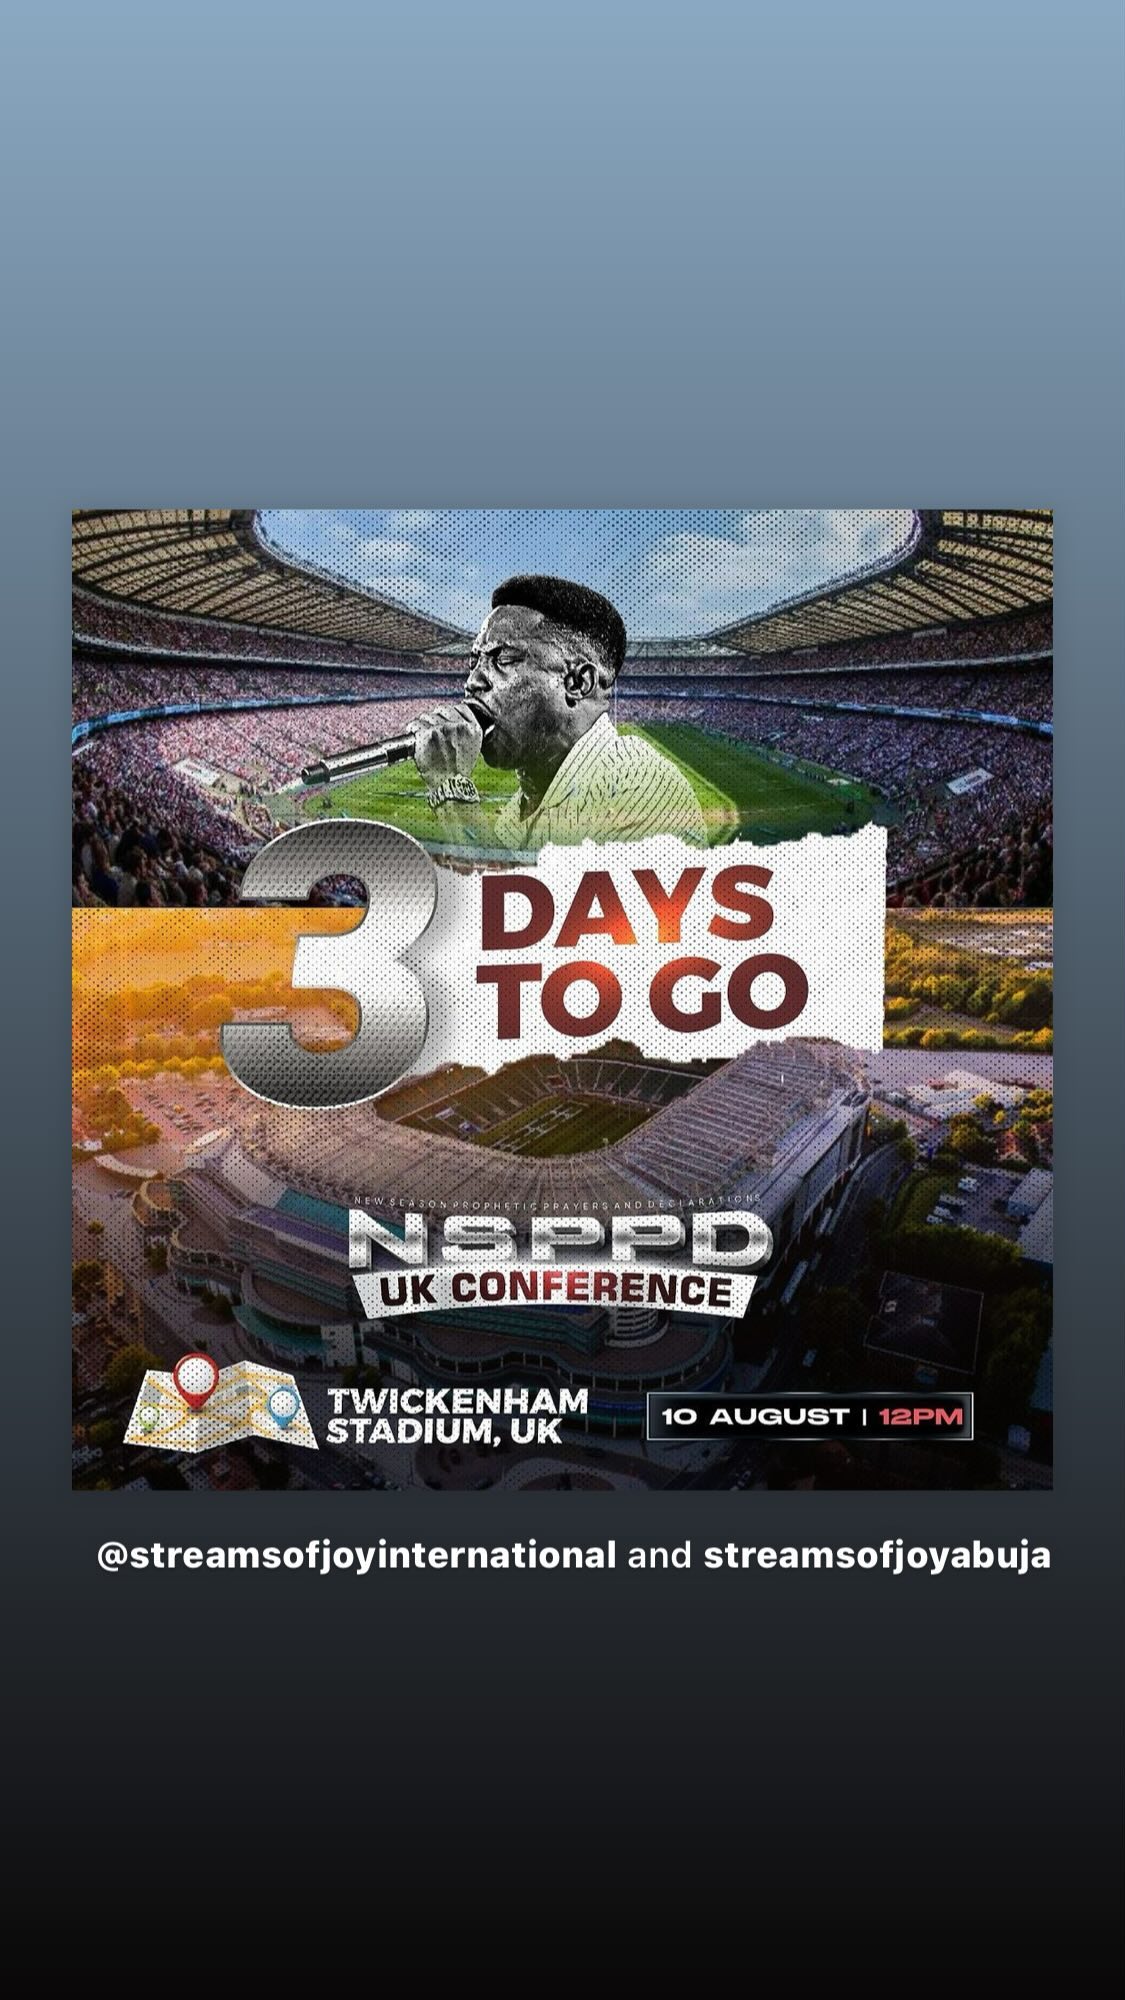 3
DAYS
TO GO
NEW SEASON PROPHETIC PRAYERS AND DECLARATIONS
NSPPD
UK CONFERENCE
TWICKENHAM
STADIUM, UK
10 AUGUST | 12PM
@streamsofjoyinternational and streamsofjoyabuja